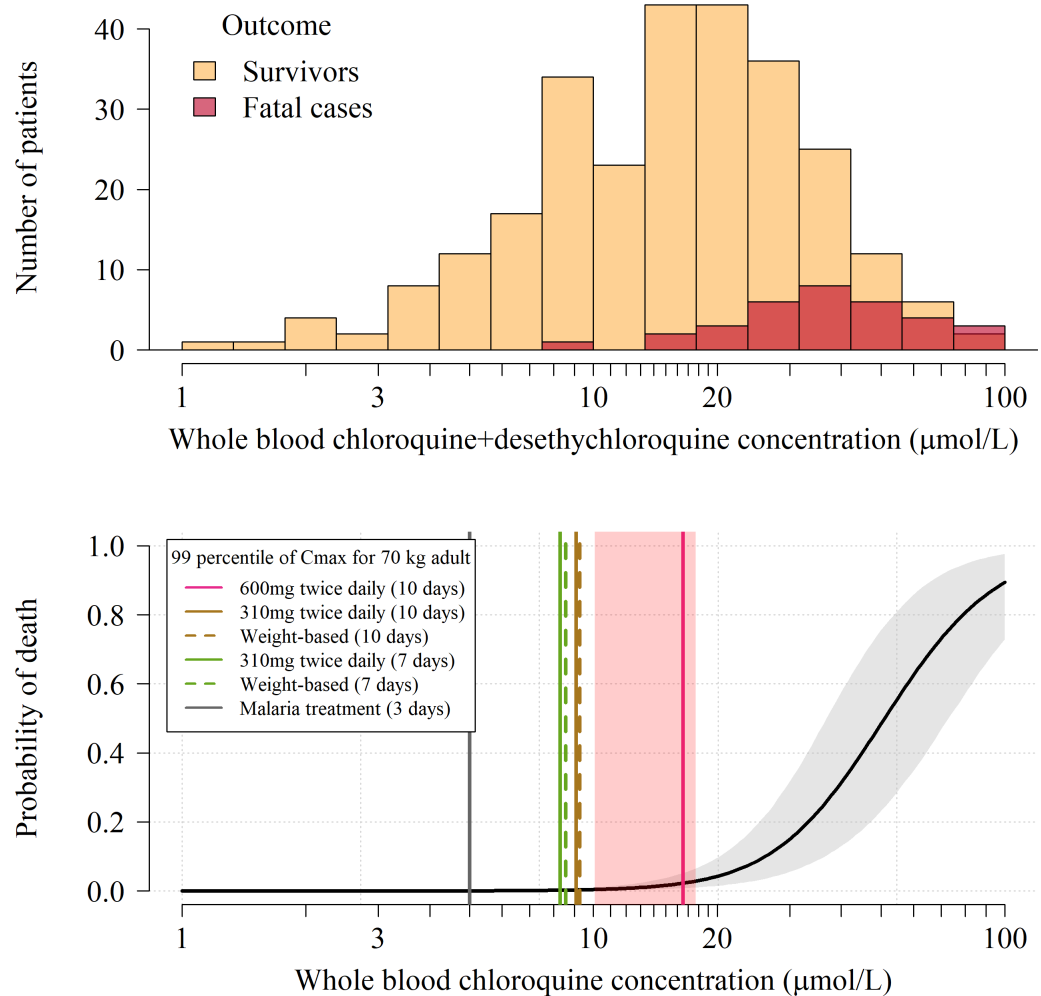 Number of patients
40
30
20
10
0
Outcome
Survivors
Fatal cases
1 3 10 20 100
Whole blood chloroquine+desethychloroquine concentration (μmol/L)
Probability of death
1.0
0.8
0.6
0.4
0.2
0.0
99 percentile of Cmax for 70 kg adult
600mg twice daily (10 days)
310mg twice daily (10 days)
Weight-based (10 days)
310mg twice daily (7 days)
Weight-based (7 days)
Malaria treatment (3 days)
1 3 10 20 100
Whole blood chloroquine concentration (μmol/L)